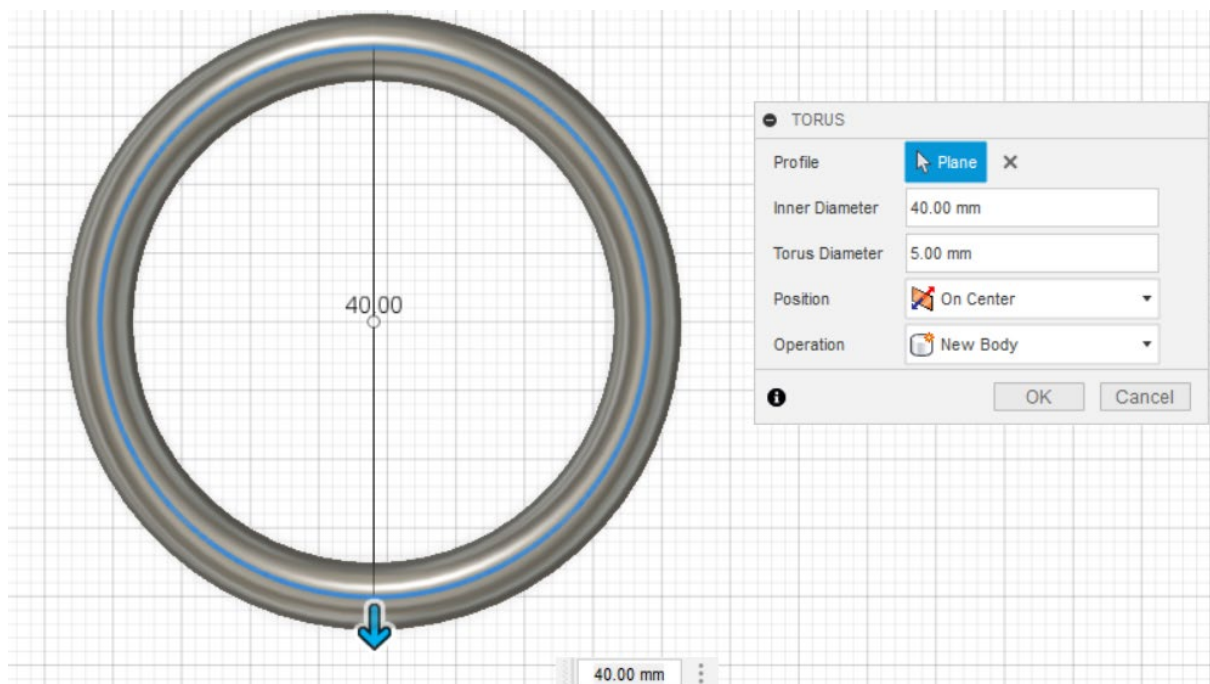 TORUS
Profile Plane
Inner Diameter 40.00 mm
Torus Diameter 5.00 mm
Position On Center
Operation New Body
OK Cancel
40.00
40.00 mm